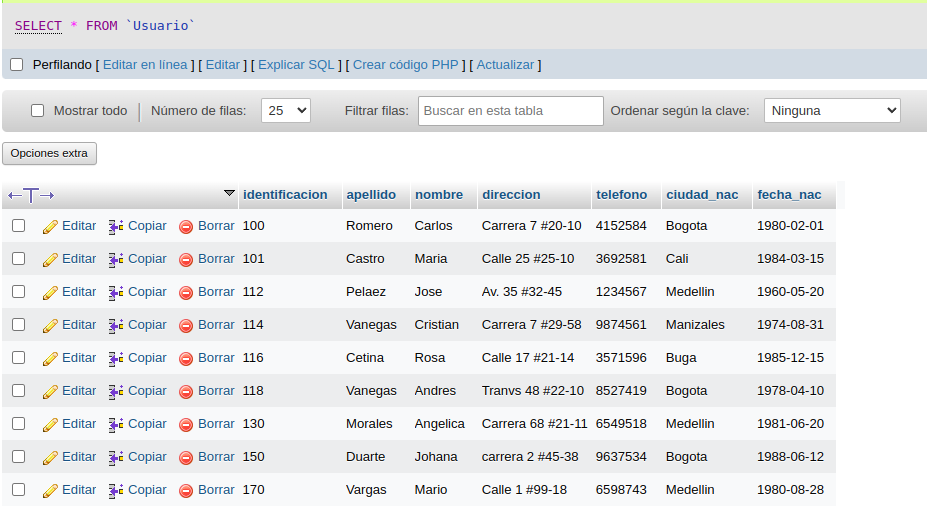 SELECT * FROM `Usuario`
Perfilando [ Editar en línea ] [ Editar ] [ Explicar SQL ] [ Crear código PHP ] [ Actualizar ]
Mostrar todo Número de filas: 25 Filtrar filas: Buscar en esta tabla Ordenar según la clave: Ninguna
Opciones extra
←T→ identificacion apellido nombre direccion telefono ciudad_nac fecha_nac
Editar Copiar Borrar 100 Romero Carlos Carrera 7 #20-10 4152584 Bogota 1980-02-01
Editar Copiar Borrar 101 Castro Maria Calle 25 #25-10 3692581 Cali 1984-03-15
Editar Copiar Borrar 112 Pelaez Jose Av. 35 #32-45 1234567 Medellin 1960-05-20
Editar Copiar Borrar 114 Vanegas Cristian Carrera 7 #29-58 9874561 Manizales 1974-08-31
Editar Copiar Borrar 116 Cetina Rosa Calle 17 #21-14 3571596 Buga 1985-12-15
Editar Copiar Borrar 118 Vanegas Andres Tranvs 48 #22-10 8527419 Bogota 1978-04-10
Editar Copiar Borrar 130 Morales Angelica Carrera 68 #21-11 6549518 Medellin 1981-06-20
Editar Copiar Borrar 150 Duarte Johana carrera 2 #45-38 9637534 Bogota 1988-06-12
Editar Copiar Borrar 170 Vargas Mario Calle 1 #99-18 6598743 Medellin 1980-08-28